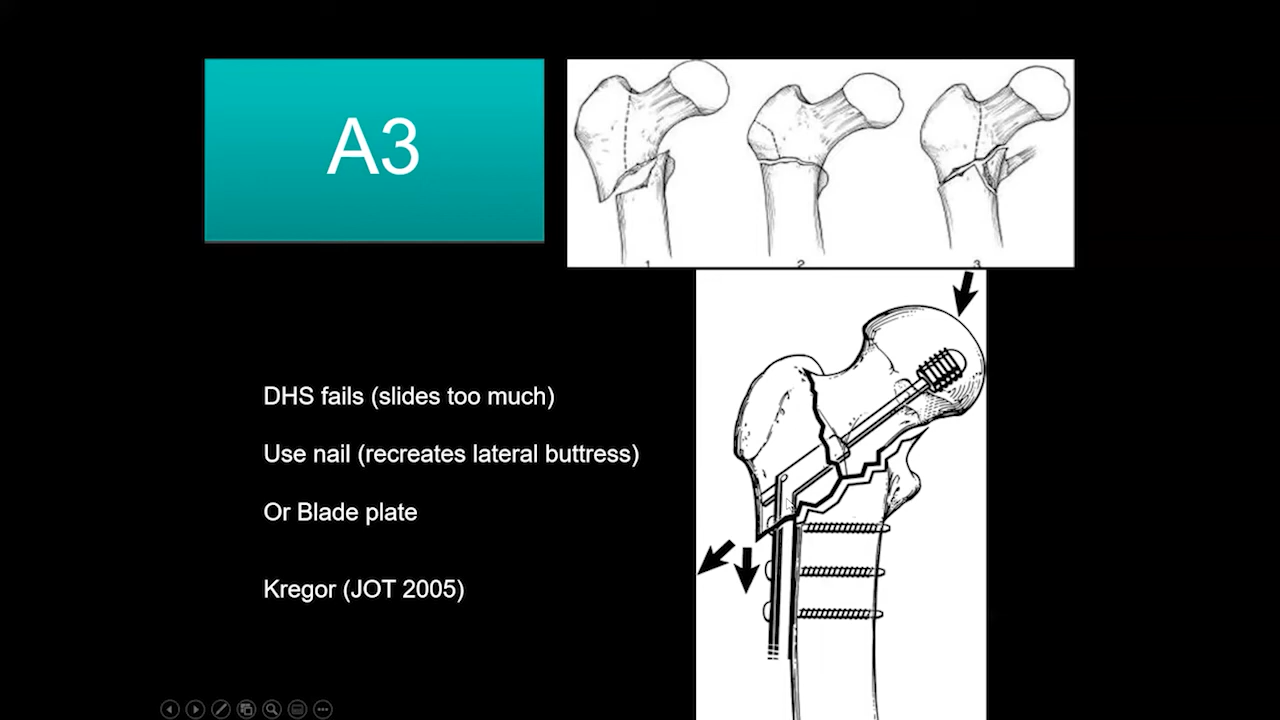 A3
1 2 3
DHS fails (slides too much)
Use nail (recreates lateral buttress)
Or Blade plate
Kregor (JOT 2005)